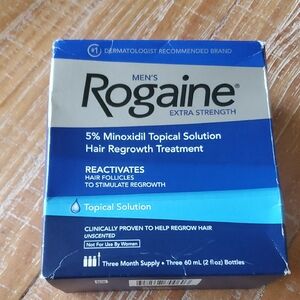 #1 DERMATOLOGIST RECOMMENDED BRAND
MEN'S
Rogaine®
EXTRA STRENGTH
5% Minoxidil Topical Solution
Hair Regrowth Treatment
REACTIVATES
HAIR FOLLICLES
TO STIMULATE REGROWTH
Topical Solution
CLINICALLY PROVEN TO HELP REGROW HAIR
UNSCENTED
Not For Use By Women
Three Month Supply • Three 60 mL (2 fl oz) Bottles